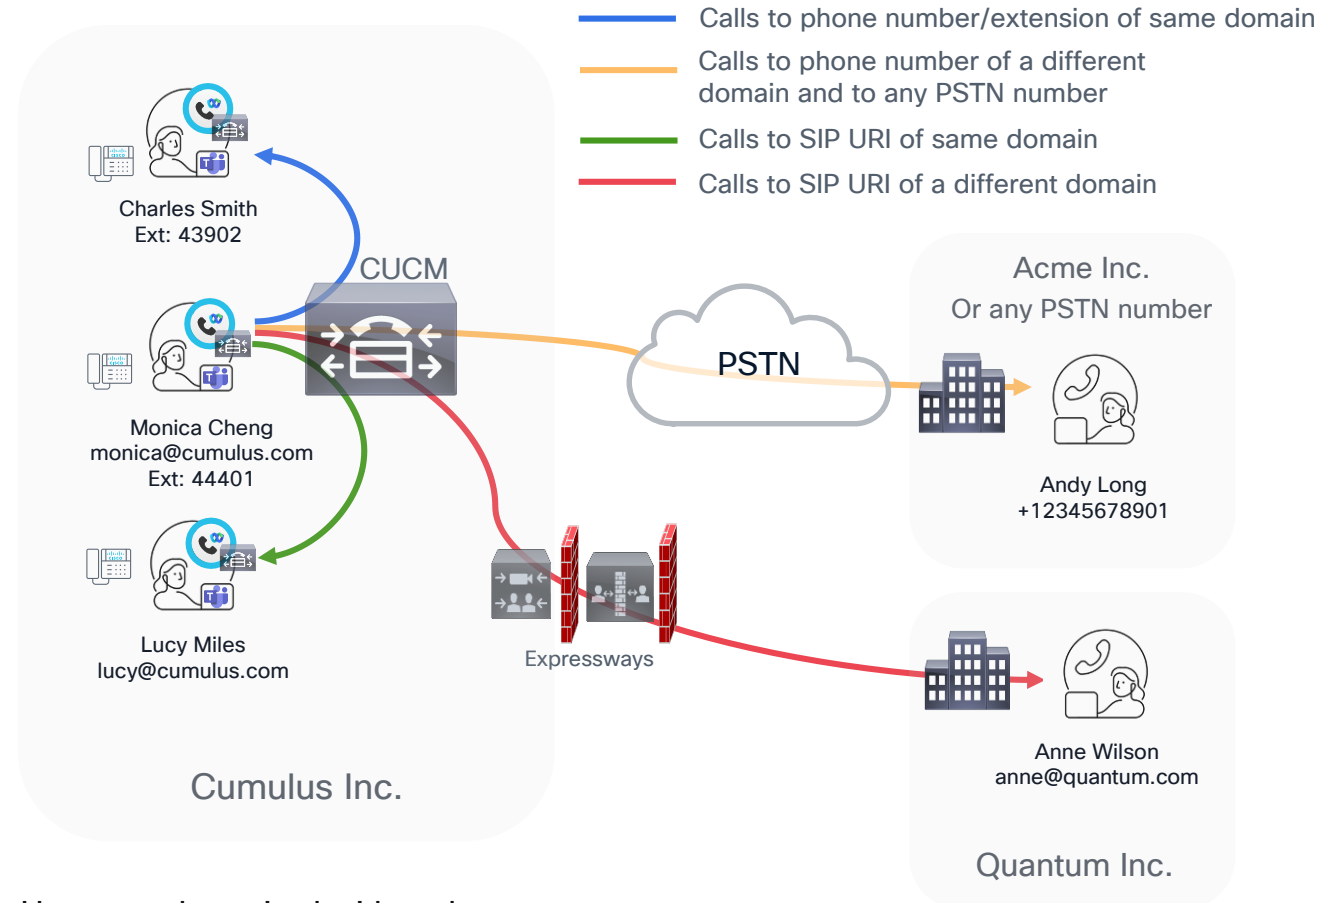 Calls to phone number/extension of same domain
Calls to phone number of a different
domain and to any PSTN number
Calls to SIP URI of same domain
Calls to SIP URI of a different domain
Charles Smith
Ext: 43902
CUCM
Monica Cheng
monica@cumulus.com
Ext: 44401
Lucy Miles
lucy@cumulus.com
Cumulus Inc.
PSTN
Expressways
Acme Inc.
Or any PSTN number
Andy Long
+12345678901
Anne Wilson
anne@quantum.com
Quantum Inc.